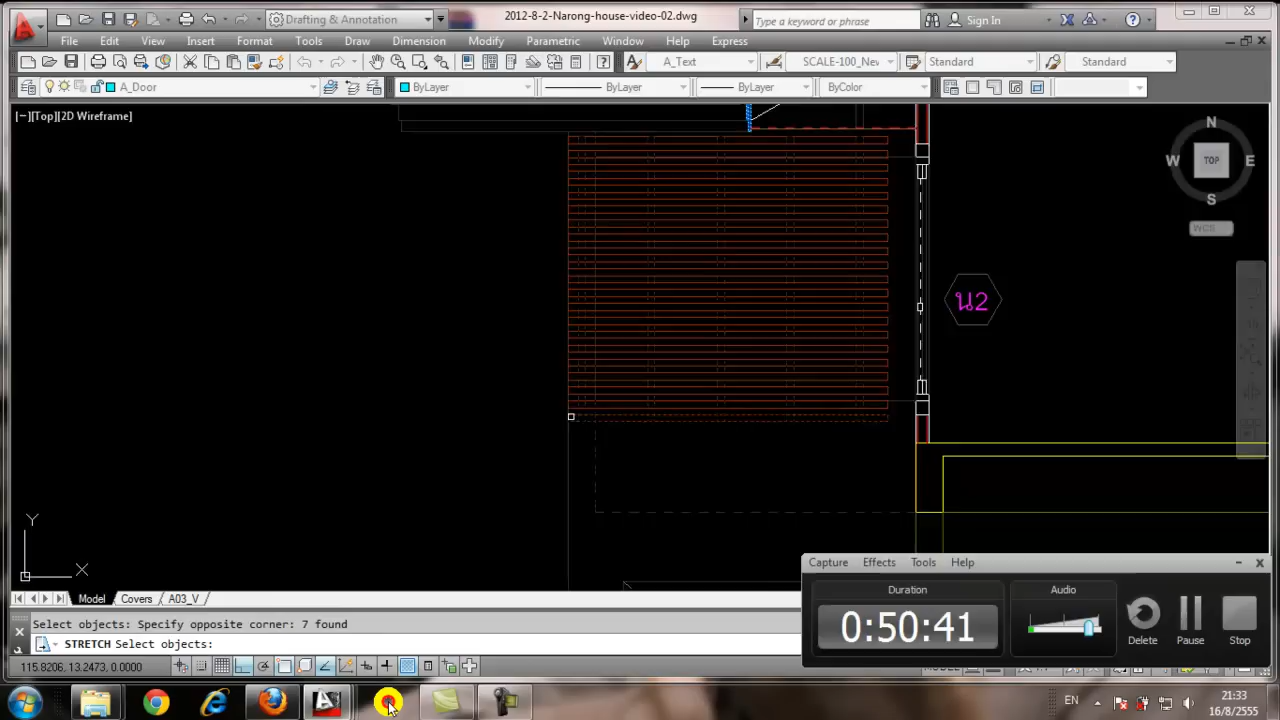 Drafting & Annotation
2012-8-2-Narong-house-video-02.dwg
Type a keyword or phrase
Sign In
File Edit View Insert Format Tools Draw Dimension Modify Parametric Window Help Express
A_Text
SCALE-100_Nev
Standard
Standard
A_Door
ByLayer
ByLayer
ByLayer
ByColor
[−][Top][2D Wireframe]
N
W TOP E
S
WCS
น2
Y
X
Capture Effects Tools Help
Duration
Audio
0:50:41
Delete Pause Stop
Model Covers A03_V
Select objects: Specify opposite corner: 7 found
STRETCH Select objects:
115.8206, 13.2473, 0.0000
EN
21:33
16/8/2555